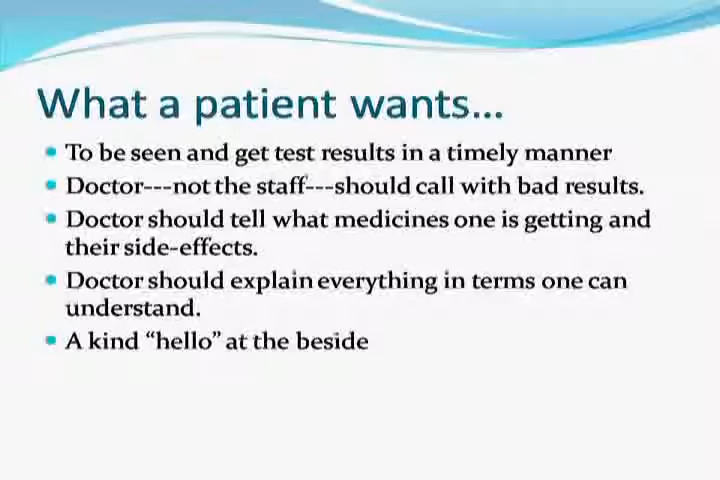 What a patient wants...
To be seen and get test results in a timely manner
Doctor---not the staff---should call with bad results.
Doctor should tell what medicines one is getting and
their side-effects.
Doctor should explain everything in terms one can
understand.
A kind “hello” at the beside